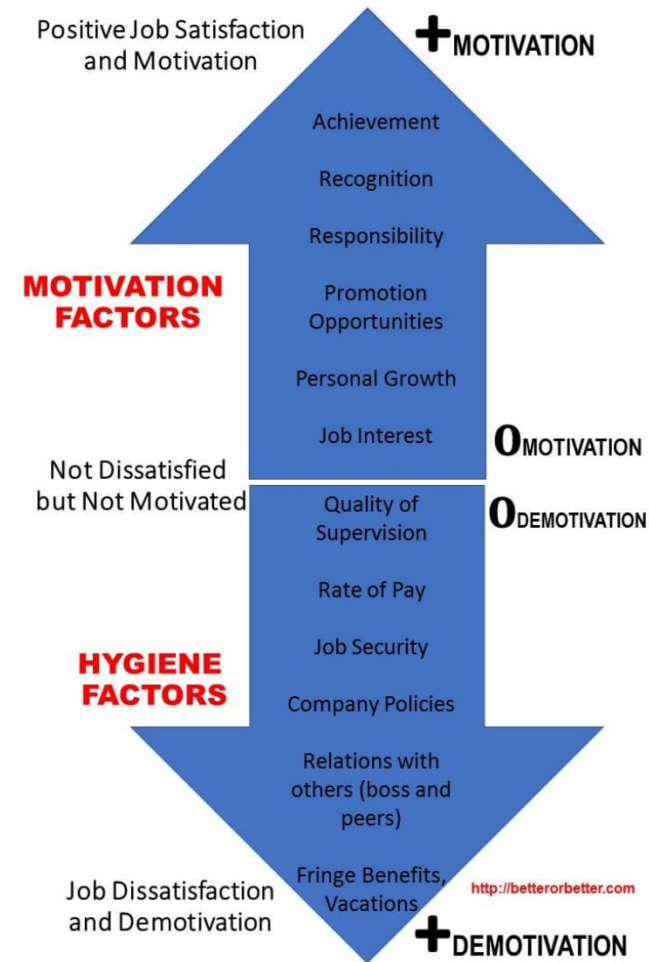 Positive Job Satisfaction
and Motivation
+MOTIVATION
Achievement
Recognition
Responsibility
MOTIVATION
FACTORS
Promotion
Opportunities
Personal Growth
Job Interest
0MOTIVATION
Not Dissatisfied
but Not Motivated
0DEMOTIVATION
Quality of
Supervision
Rate of Pay
Job Security
HYGIENE
FACTORS
Company Policies
Relations with
others (boss and
peers)
Fringe Benefits,
Vacations
http://betterorbetter.com
Job Dissatisfaction
and Demotivation
+DEMOTIVATION